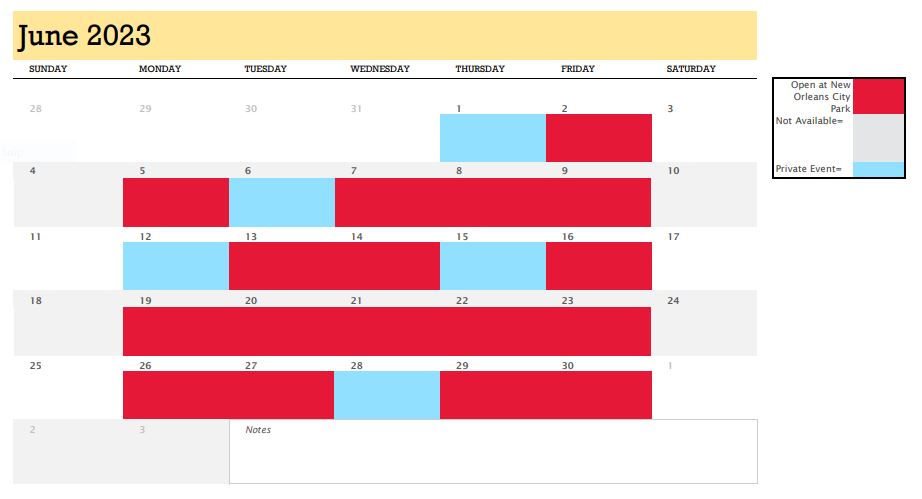 June 2023
SUNDAY MONDAY TUESDAY WEDNESDAY THURSDAY FRIDAY SATURDAY
28 29 30 31 1 2 3
4 5 6 7 8 9 10
11 12 13 14 15 16 17
18 19 20 21 22 23 24
25 26 27 28 29 30 1
2 3 Notes
Open at New
Orleans City
Park
Not Available=
Private Event=